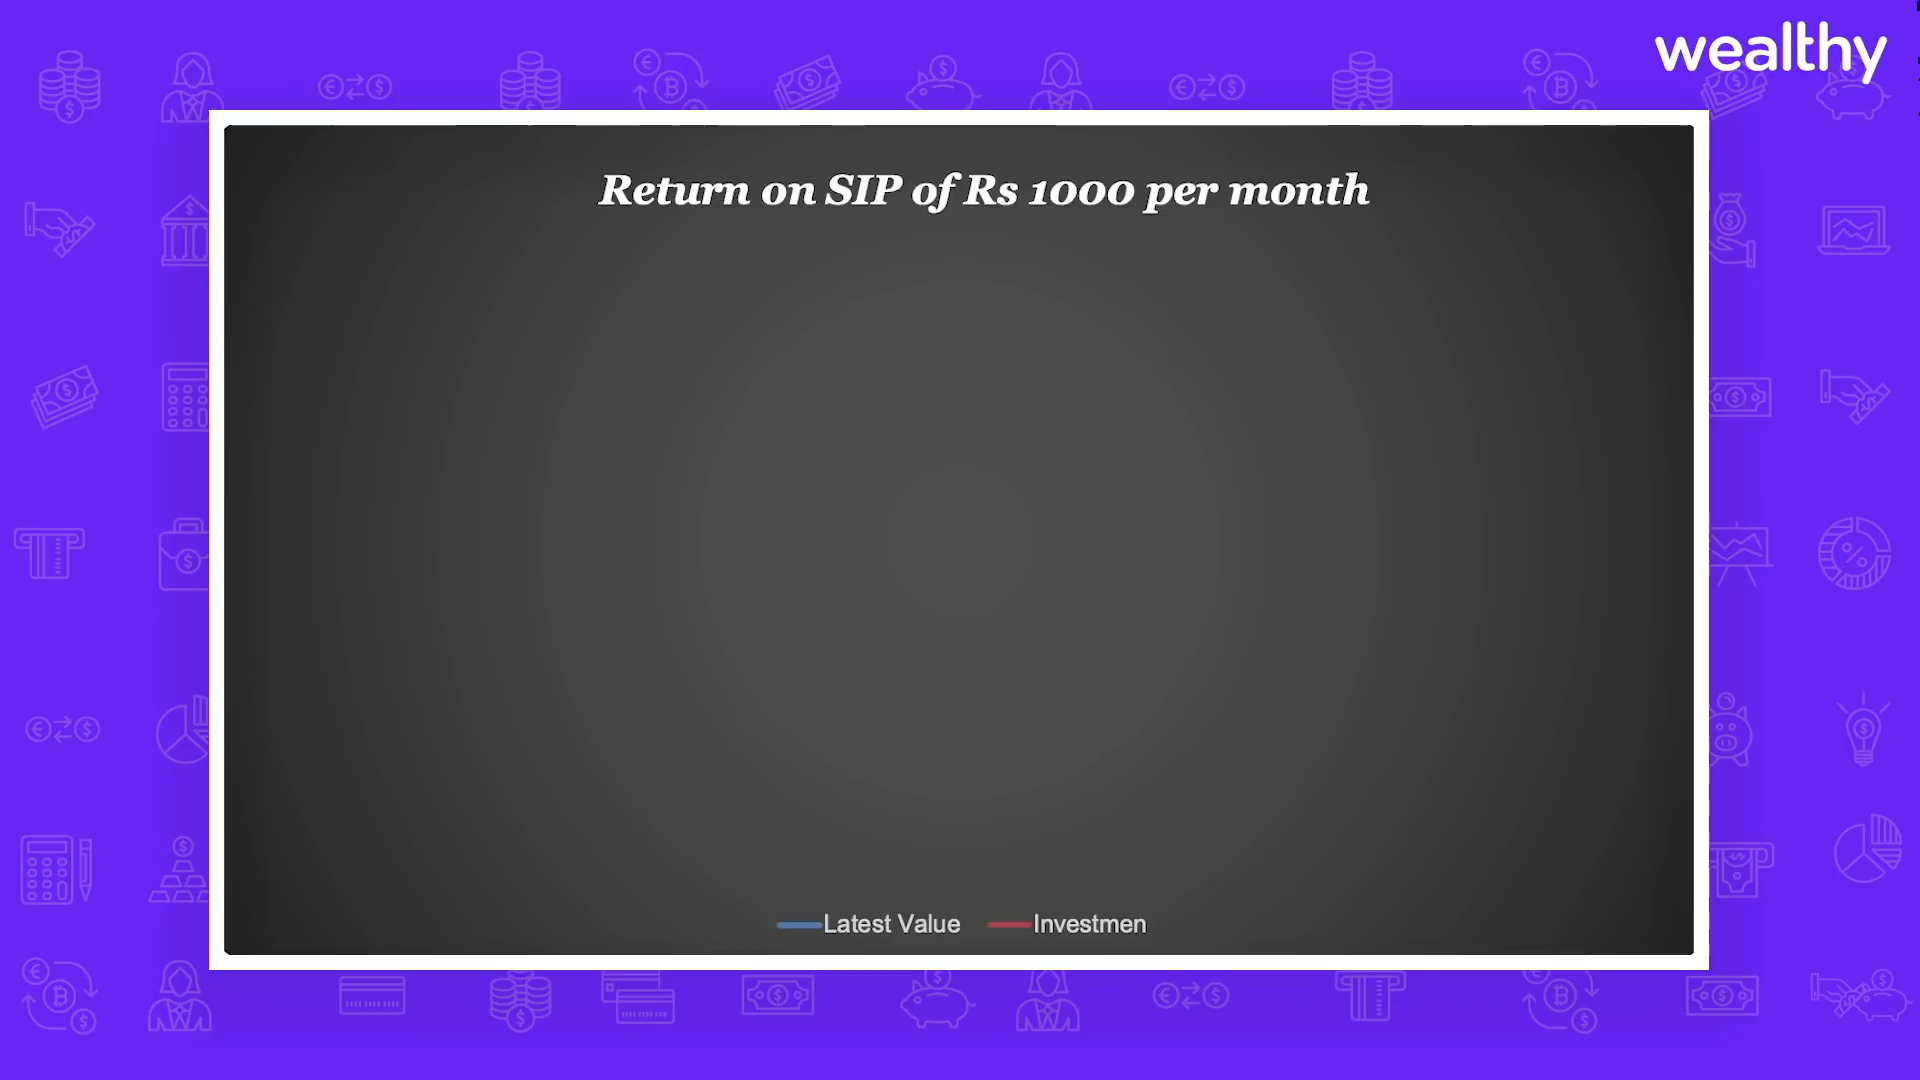 wealthy
Return on SIP of Rs 1000 per month
Latest Value Investmen